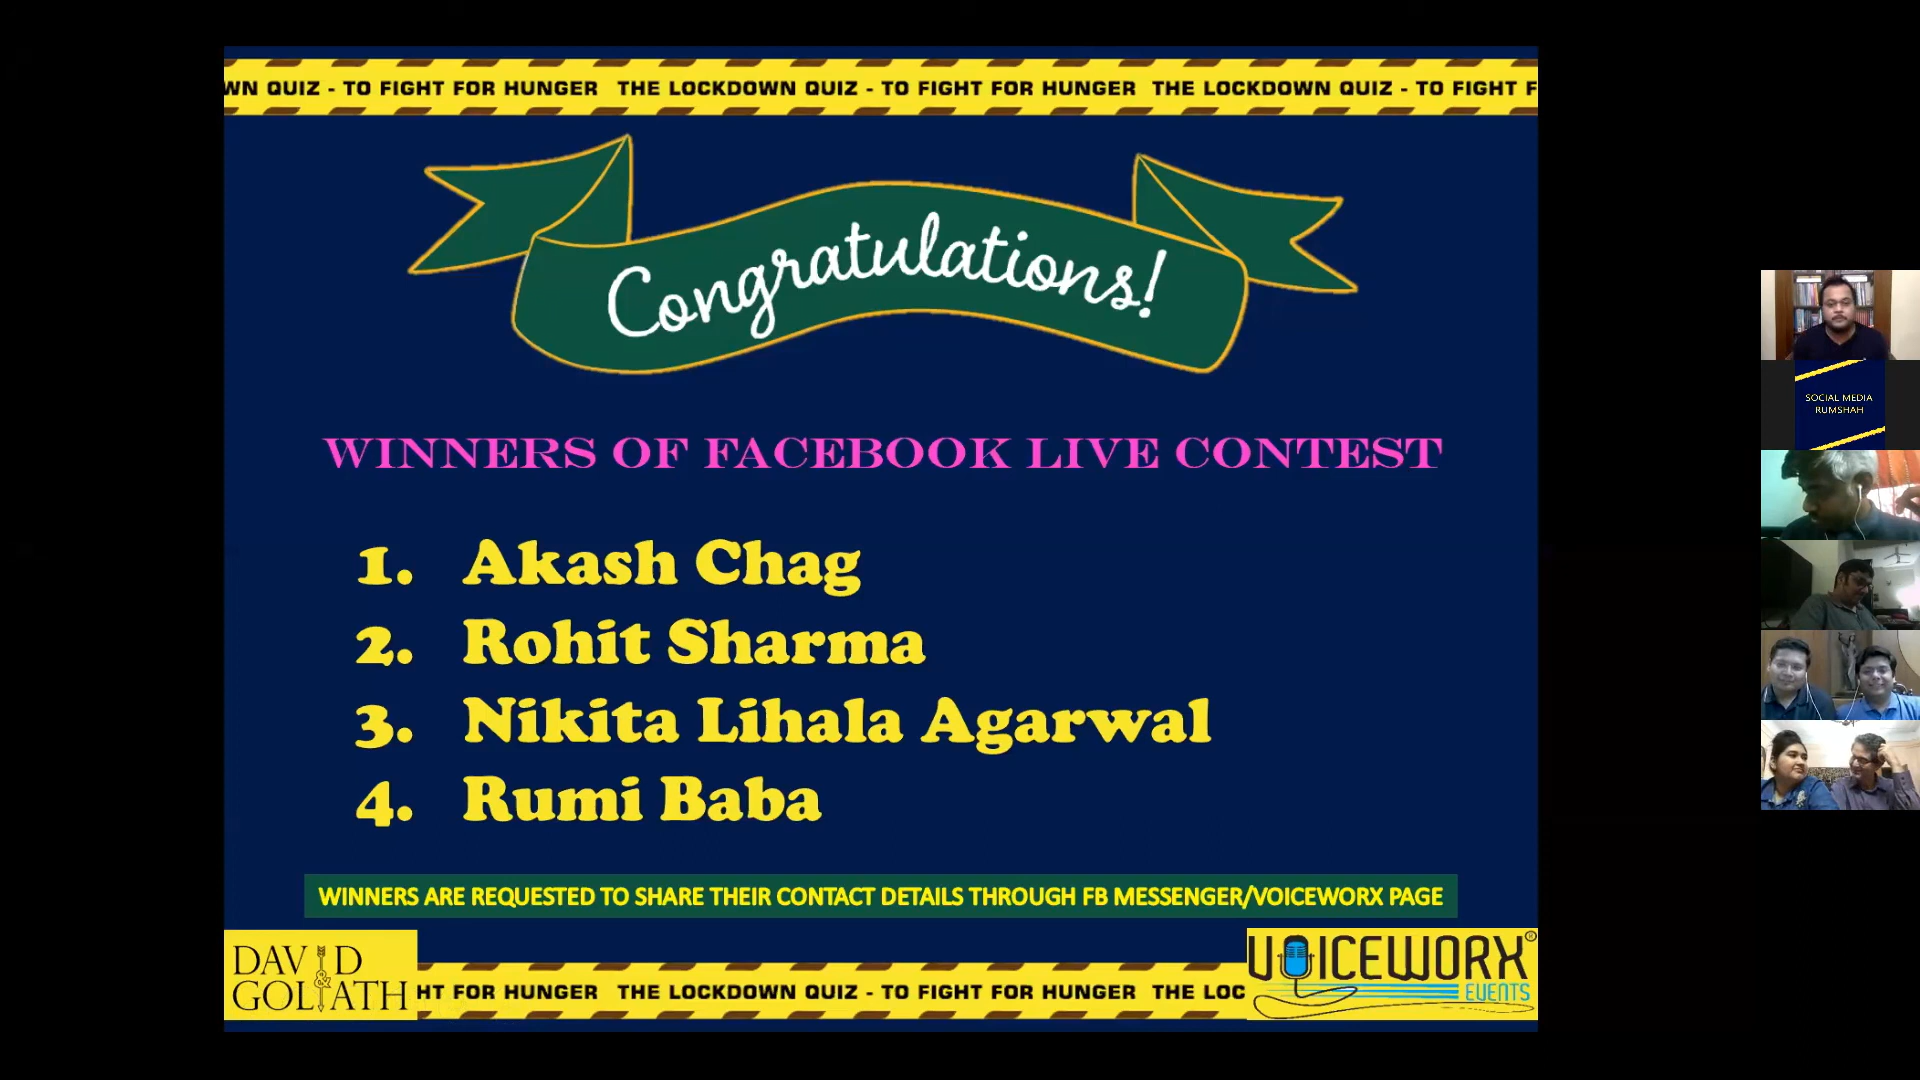 WN QUIZ - TO FIGHT FOR HUNGER THE LOCKDOWN QUIZ - TO FIGHT FOR HUNGER THE LOCKDOWN QUIZ - TO FIGHT F
Congratulations!
WINNERS OF FACEBOOK LIVE CONTEST
1. Akash Chag
2. Rohit Sharma
3. Nikita Lihala Agarwal
4. Rumi Baba
WINNERS ARE REQUESTED TO SHARE THEIR CONTACT DETAILS THROUGH FB MESSENGER/VOICEWORX PAGE
DAVID
&
GOLIATH
HT FOR HUNGER THE LOCKDOWN QUIZ - TO FIGHT FOR HUNGER THE LOC
VOICEWORX®
EVENTS
SOCIAL MEDIA
RUMSHAH